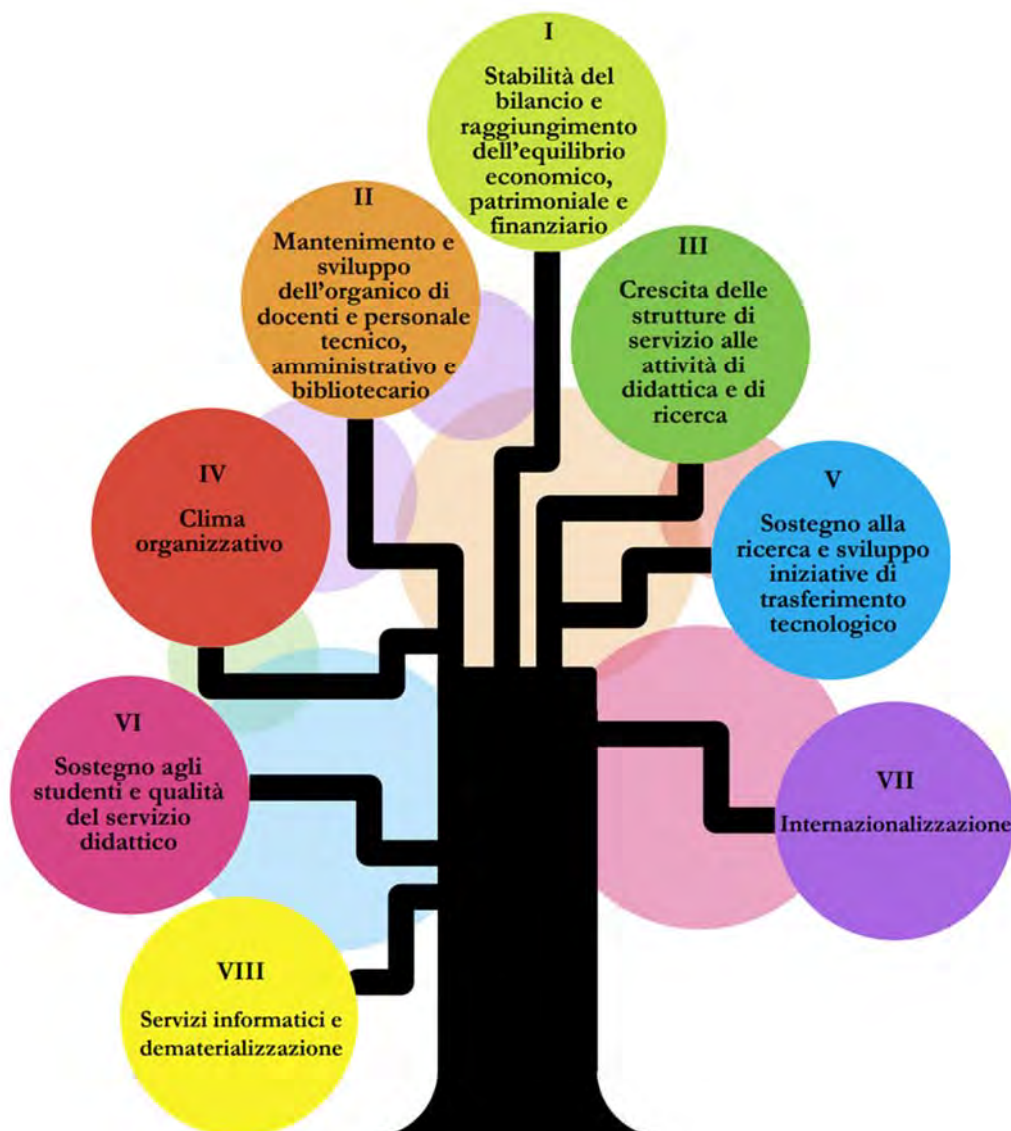 I
Stabilità del
bilancio e
raggiungimento
dell'equilibrio
economico,
patrimoniale e
finanziario
II
Mantenimento e
sviluppo
dell'organico di
docenti e personale
tecnico,
amministrativo e
bibliotecario
III
Crescita delle
strutture di
servizio alle
attività di
didattica e di
ricerca
IV
Clima
organizzativo
V
Sostegno alla
ricerca e sviluppo
iniziative di
trasferimento
tecnologico
VI
Sostegno agli
studenti e qualità
del servizio
didattico
VII
Internazionalizzazione
VIII
Servizi informatici e
dematerializzazione